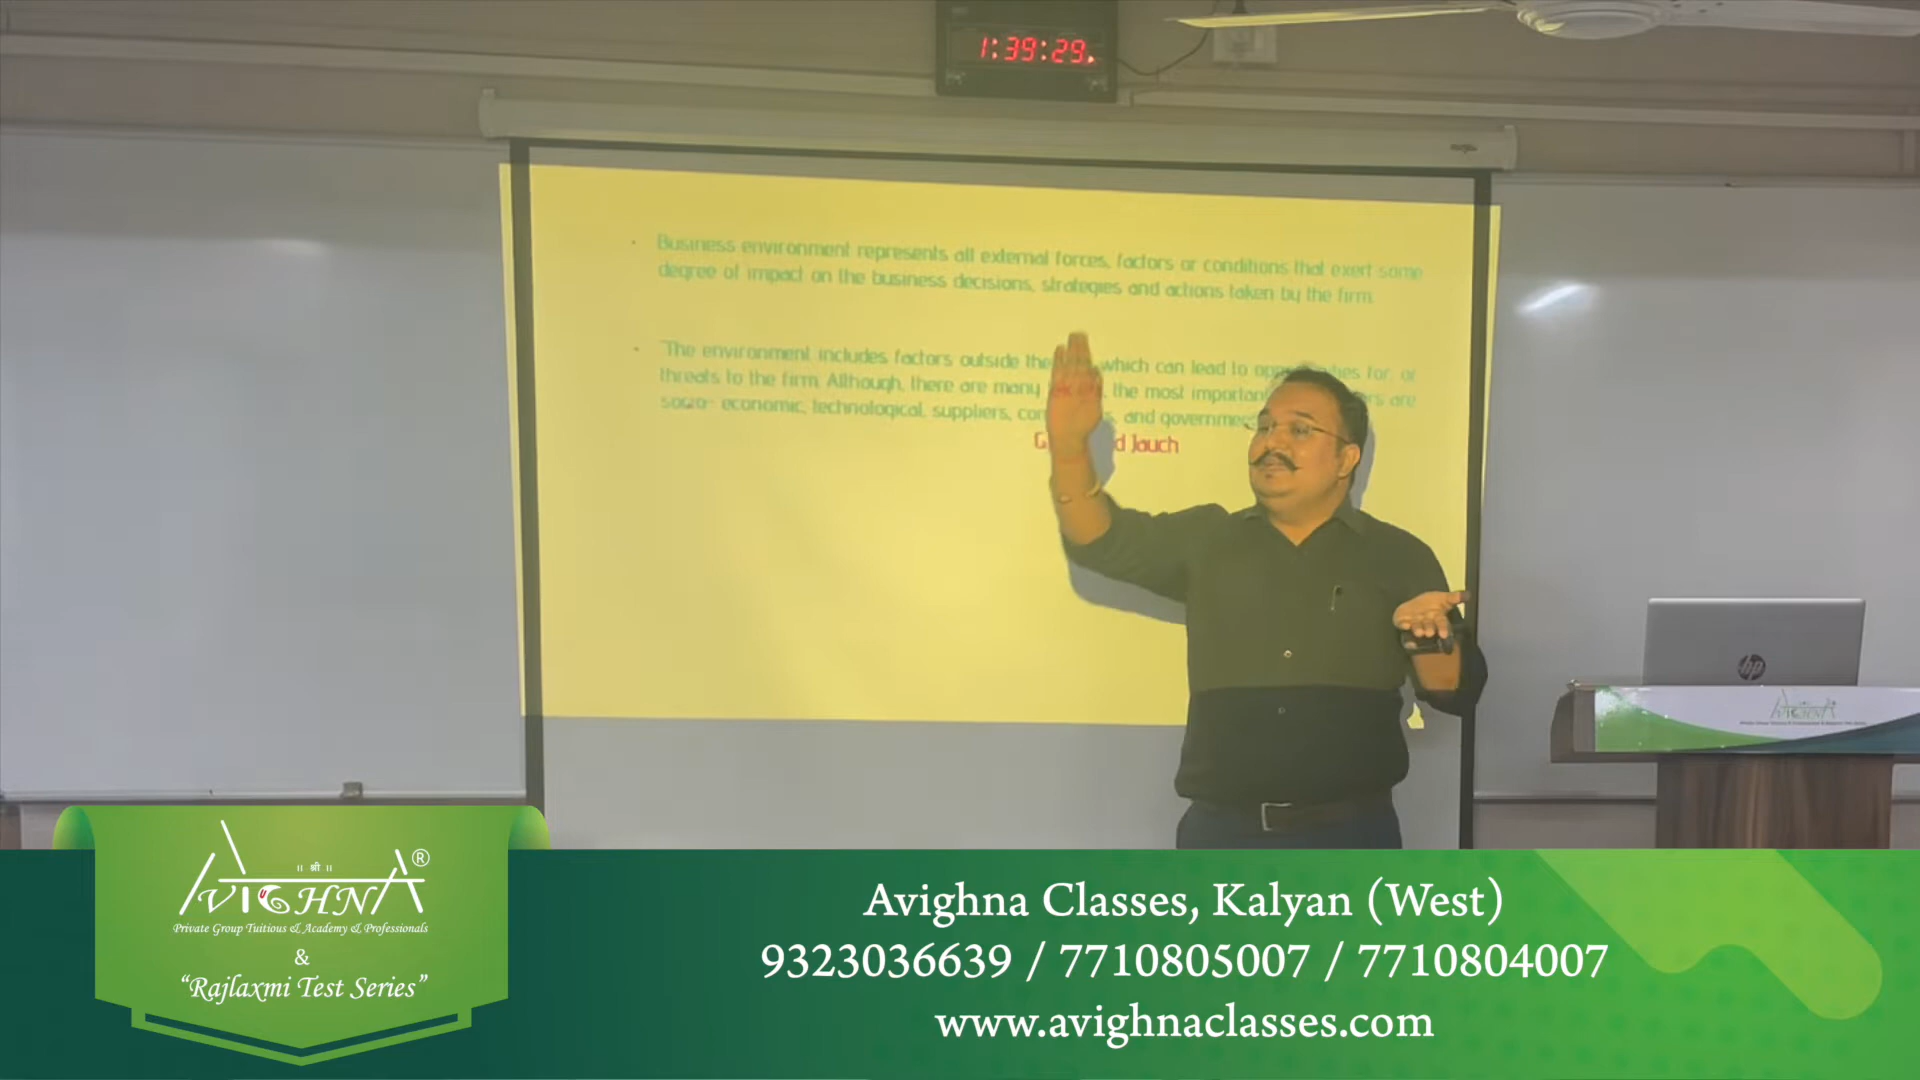 1:39:29
Business environment represents all external forces, factors or conditions that exert some
degree of impact on the business decisions, strategies and actions taken by the firm.
"The environment includes factors outside the which can lead to for, or
threats to the firm. Although, there are many the most important are
socio- economic, technological, suppliers, and
Jauch
hp
AVIGHNA
॥ श्री ॥
AVIGHNA®
Private Group Tuitious & Academy & Professionals
&
“Rajlaxmi Test Series”
Avighna Classes, Kalyan (West)
9323036639 / 7710805007 / 7710804007
www.avighnaclasses.com